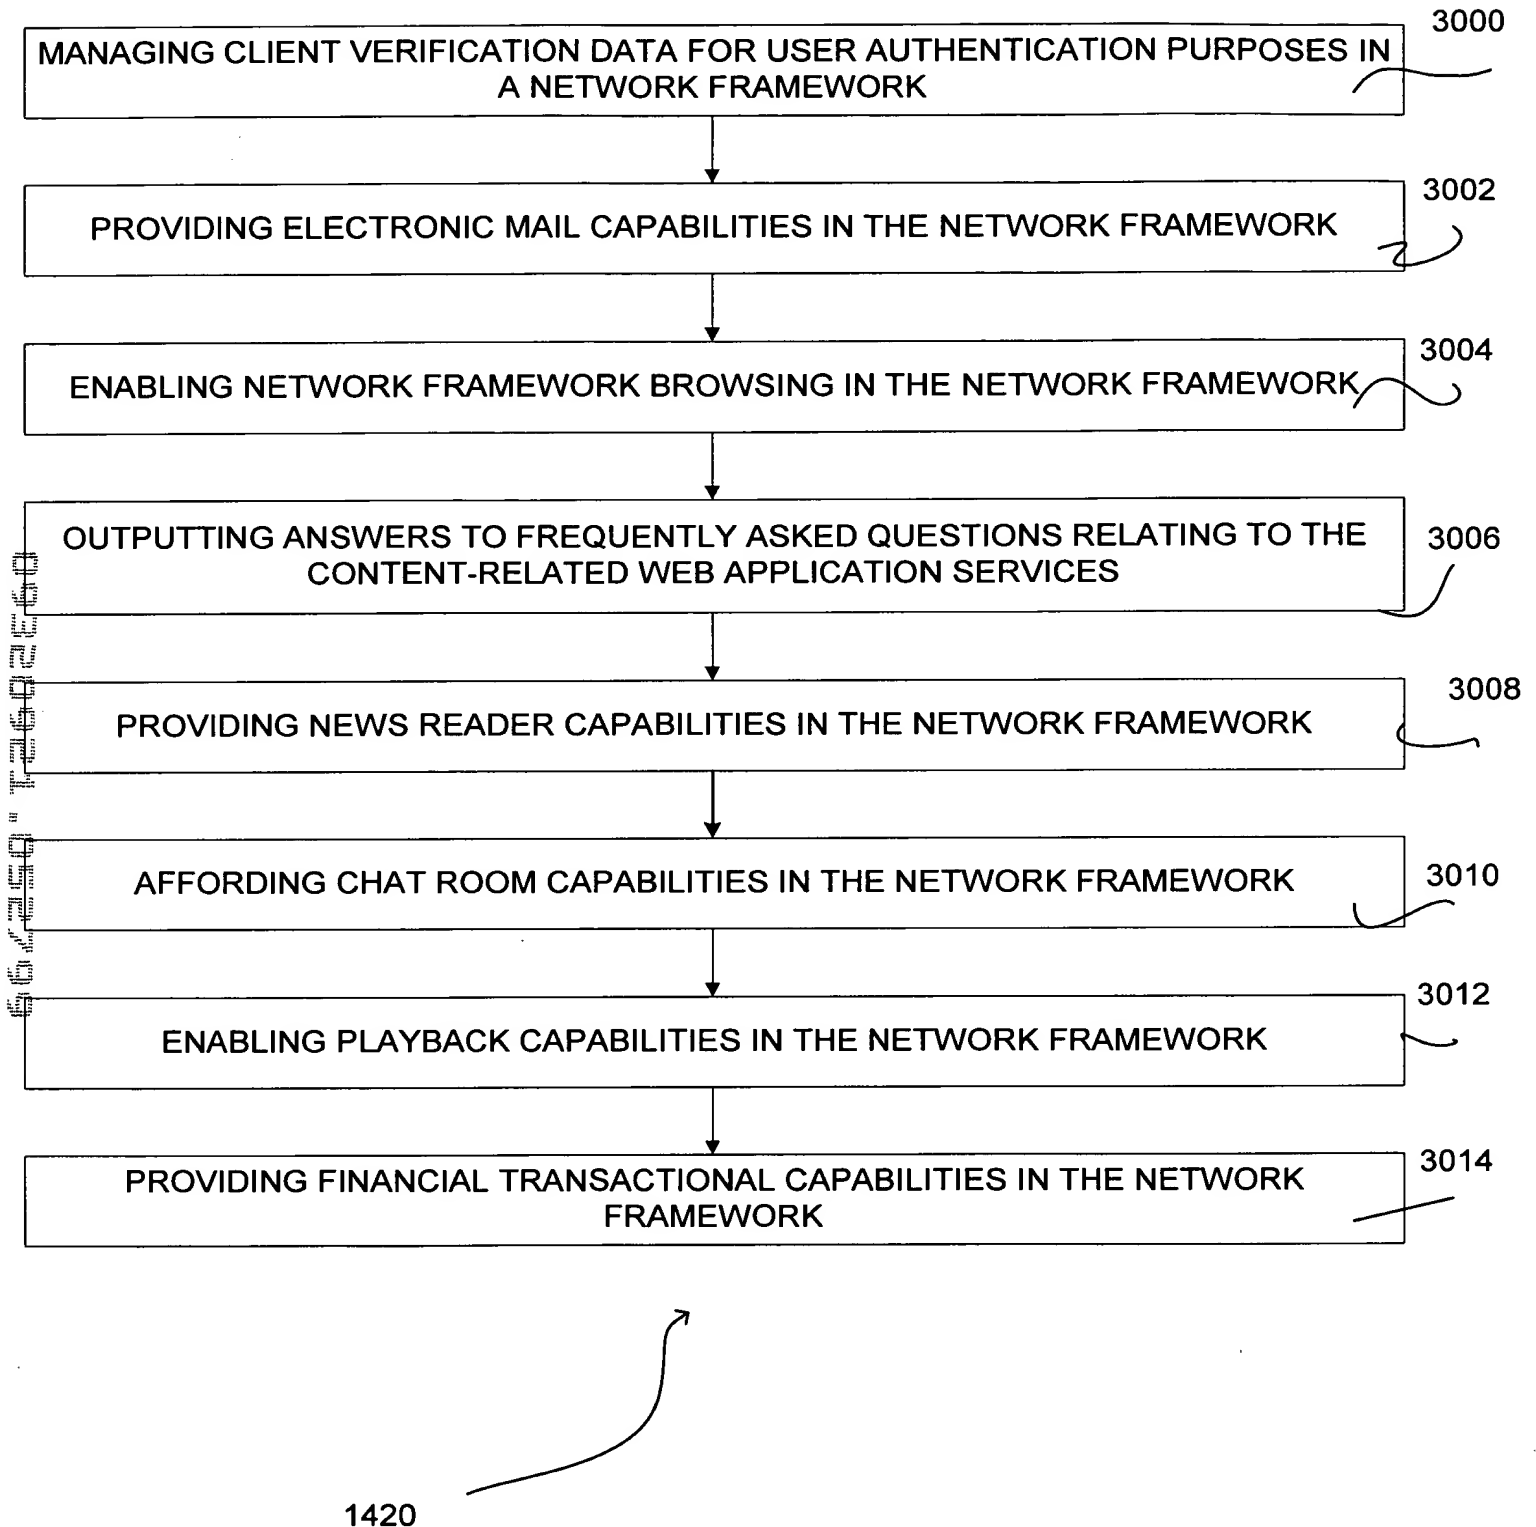 3000
MANAGING CLIENT VERIFICATION DATA FOR USER AUTHENTICATION PURPOSES IN
A NETWORK FRAMEWORK
3002
PROVIDING ELECTRONIC MAIL CAPABILITIES IN THE NETWORK FRAMEWORK
3004
ENABLING NETWORK FRAMEWORK BROWSING IN THE NETWORK FRAMEWORK
OUTPUTTING ANSWERS TO FREQUENTLY ASKED QUESTIONS RELATING TO THE
CONTENT-RELATED WEB APPLICATION SERVICES
3006
3008
PROVIDING NEWS READER CAPABILITIES IN THE NETWORK FRAMEWORK
AFFORDING CHAT ROOM CAPABILITIES IN THE NETWORK FRAMEWORK
3010
3012
ENABLING PLAYBACK CAPABILITIES IN THE NETWORK FRAMEWORK
3014
PROVIDING FINANCIAL TRANSACTIONAL CAPABILITIES IN THE NETWORK
FRAMEWORK
1420
09320921.052799